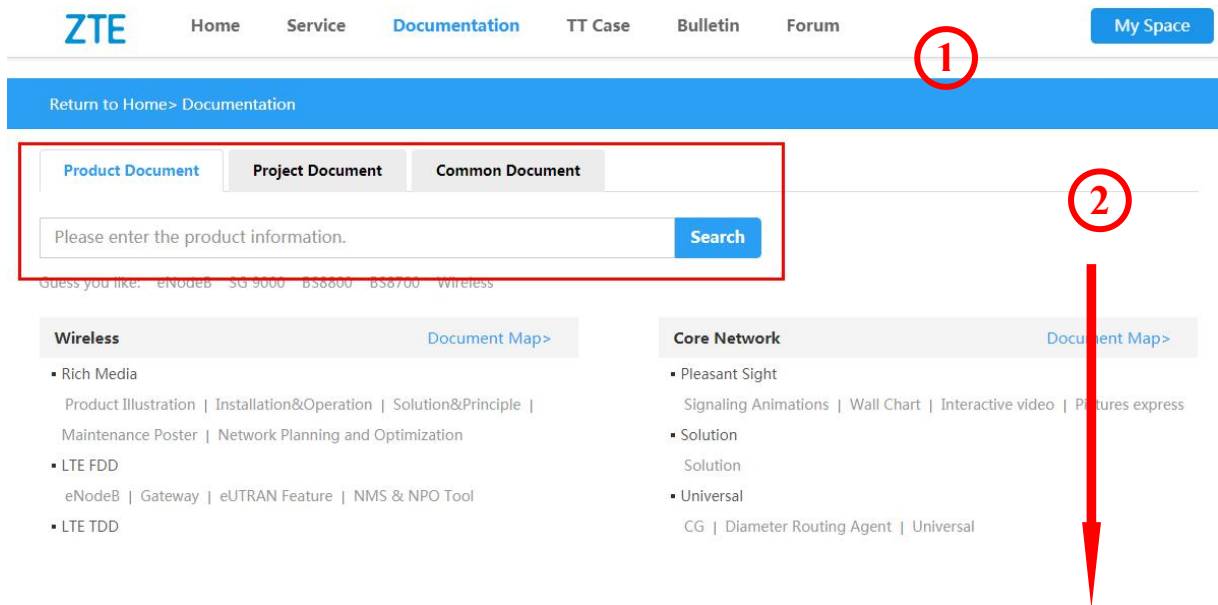 ZTE Home Service Documentation TT Case Bulletin Forum My Space
1
Return to Home> Documentation
Product Document Project Document Common Document
2
Please enter the product information. Search
Guess you like: eNodeB SG 9000 BS8800 BS8700 Wireless
Wireless Document Map>
▪ Rich Media
Product Illustration | Installation&Operation | Solution&Principle |
Maintenance Poster | Network Planning and Optimization
▪ LTE FDD
eNodeB | Gateway | eUTRAN Feature | NMS & NPO Tool
▪ LTE TDD
Core Network Document Map>
▪ Pleasant Sight
Signaling Animations | Wall Chart | Interactive video | Pictures express
▪ Solution
Solution
▪ Universal
CG | Diameter Routing Agent | Universal